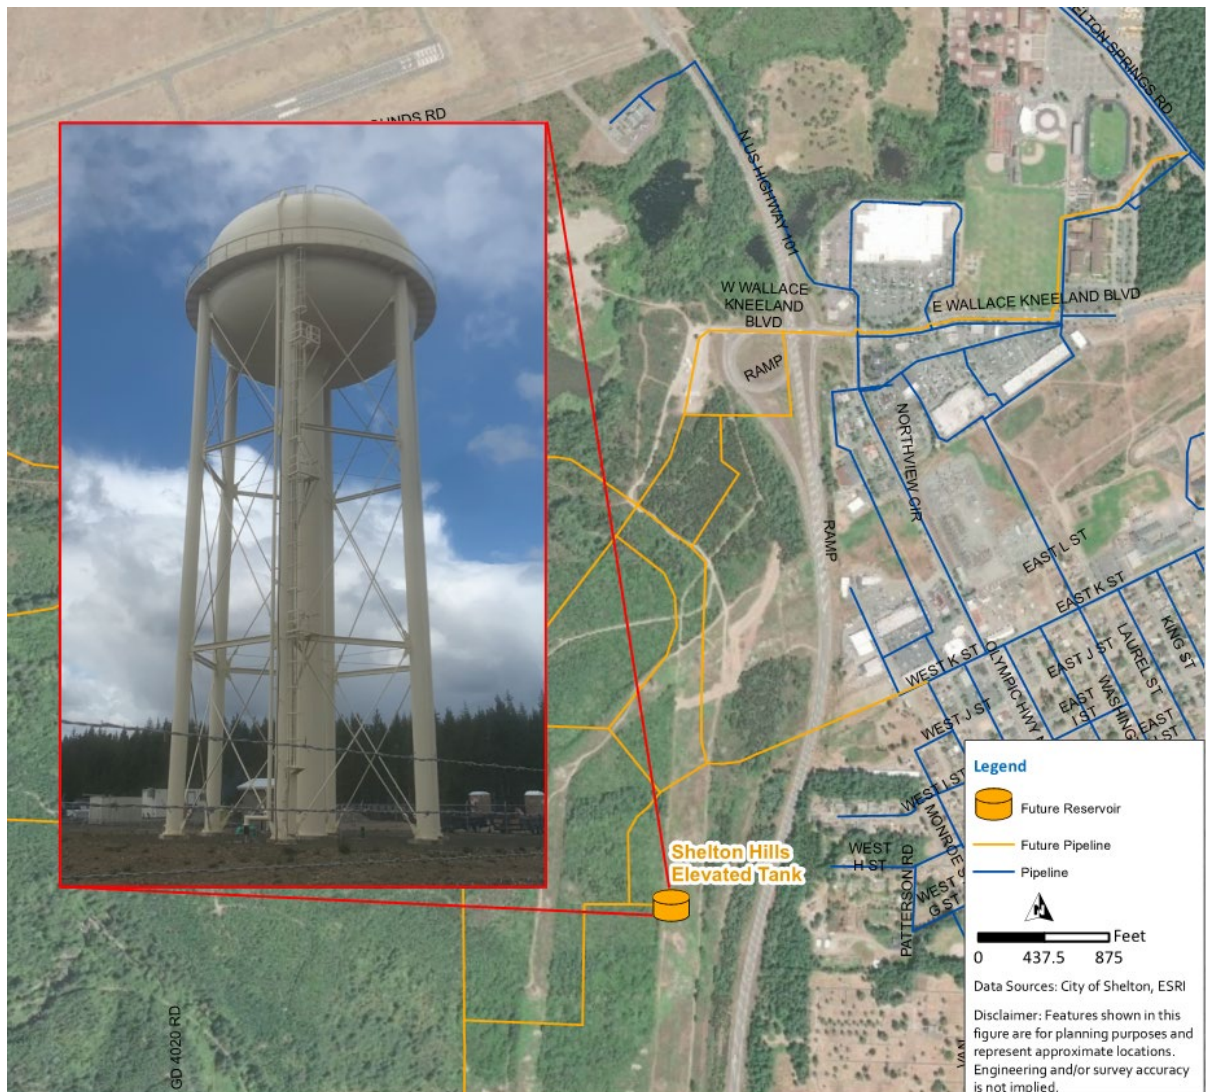 ELTON SPRINGS RD
OUNDS RD
N US HIGHWAY 101
W WALLACE
KNEELAND
BLVD
E WALLACE KNEELAND BLVD
RAMP
NORTHVIEW CIR
RAMP
EAST L ST
EAST K ST
KING ST
LAUREL ST
EAST J ST
WEST K ST
OLYMPIC HWY N
EAST
I ST
WASHING
EAST
I ST
WEST J ST
WEST I ST
MONROE S
WEST
H ST
PATTERSON RD
WEST G
G ST
Shelton Hills
Elevated Tank
GD 4020 RD
VAN
Legend
Future Reservoir
Future Pipeline
Pipeline
N
Feet
0 437.5 875
Data Sources: City of Shelton, ESRI
Disclaimer: Features shown in this
figure are for planning purposes and
represent approximate locations.
Engineering and/or survey accuracy
is not implied.